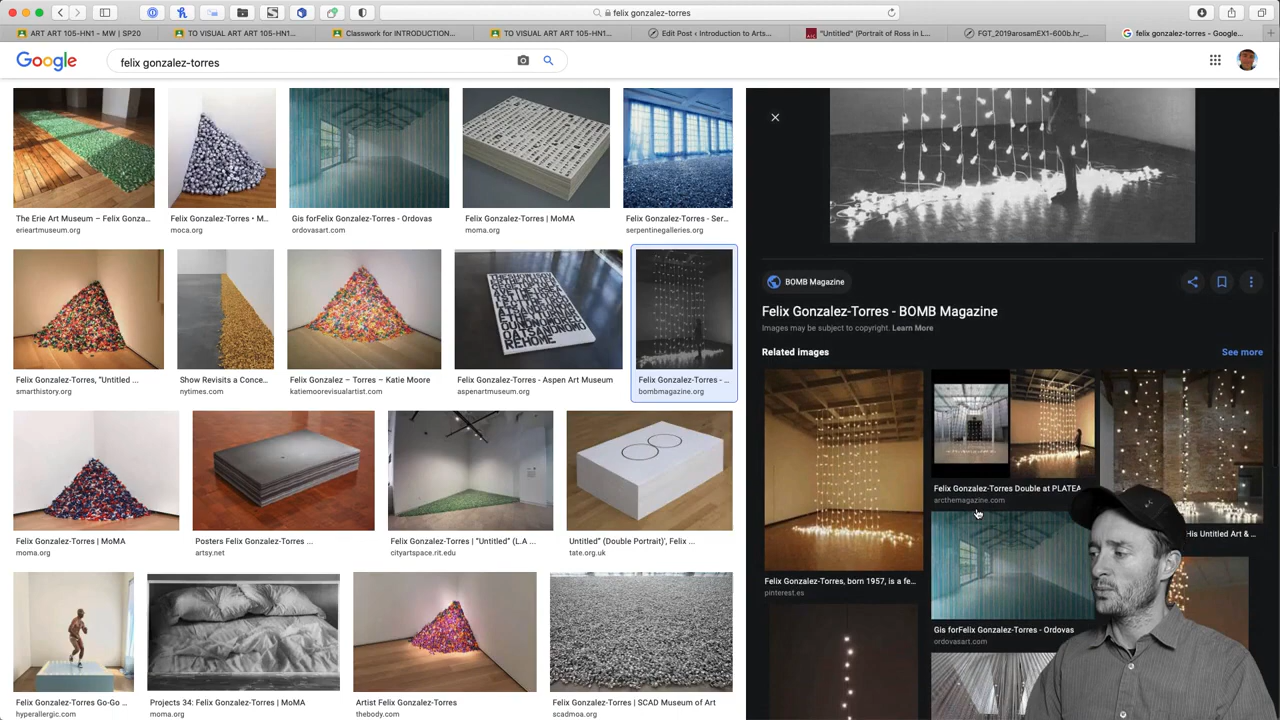 felix gonzalez-torres
ART ART 105-HN1 - MW | SP20
TO VISUAL ART ART 105-HN1...
Classwork for INTRODUCTION...
TO VISUAL ART ART 105-HN1...
Edit Post ‹ Introduction to Arts...
"Untitled" (Portrait of Ross in L...
FGT_2019arosamEX1-600b.hr_...
felix gonzalez-torres - Google...
Google
felix gonzalez-torres
The Erie Art Museum – Felix Gonza...
erieartmuseum.org
Felix Gonzalez-Torres • M...
moca.org
Gis forFelix Gonzalez-Torres - Ordovas
ordovasart.com
Felix Gonzalez-Torres | MoMA
moma.org
Felix Gonzalez-Torres - Ser...
serpentinegalleries.org
Felix Gonzalez-Torres, "Untitled ...
smarthistory.org
Show Revisits a Conce...
nytimes.com
Felix Gonzalez – Torres – Katie Moore
katiemoorevisualartist.com
Felix Gonzalez-Torres - Aspen Art Museum
aspenartmuseum.org
Felix Gonzalez-Torres - ...
bombmagazine.org
Felix Gonzalez-Torres | MoMA
moma.org
Posters Felix Gonzalez-Torres ...
artsy.net
Felix Gonzalez-Torres | "Untitled" (L.A ...
cityartspace.rit.edu
Untitled" (Double Portrait)', Felix ...
tate.org.uk
Felix Gonzalez-Torres Go-Go ...
hyperallergic.com
Projects 34: Felix Gonzalez-Torres | MoMA
moma.org
Artist Felix Gonzalez-Torres
thebody.com
Felix Gonzalez-Torres | SCAD Museum of Art
scadmoa.org
BOMB Magazine
Felix Gonzalez-Torres - BOMB Magazine
Images may be subject to copyright. Learn More
Related images
See more
Felix Gonzalez-Torres, born 1957, is a fe...
pinterest.es
Felix Gonzalez-Torres Double at PLATEA
arcthemagazine.com
His Untitled Art & ...
Gis forFelix Gonzalez-Torres - Ordovas
ordovasart.com